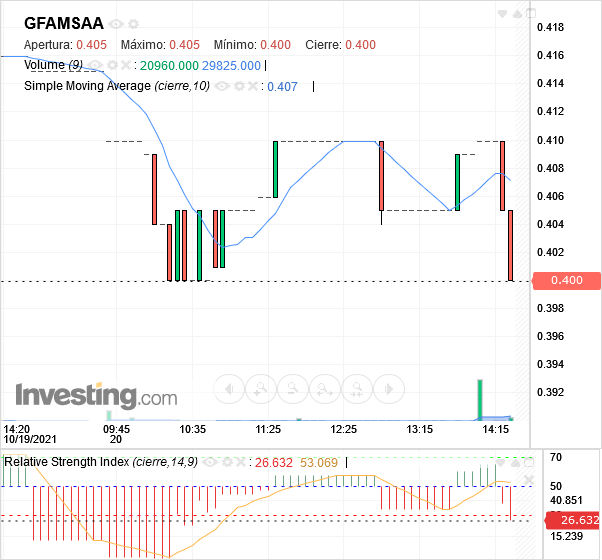 GFAMSAA
Apertura: 0.405 Máximo: 0.405 Mínimo: 0.400 Cierre: 0.400
Volume (9) : 20960.000 29825.000
Simple Moving Average (cierre,10) : 0.407
0.418
0.416
0.414
0.412
0.410
0.408
0.406
0.404
0.402
0.400
0.398
0.396
0.394
0.392
Investing.com
14:20 09:45 10:35 11:25 12:25 13:15 14:15
10/19/2021 20
Relative Strength Index (cierre,14,9) : 26.632 53.069
70
50
40.851
26.632
15.239